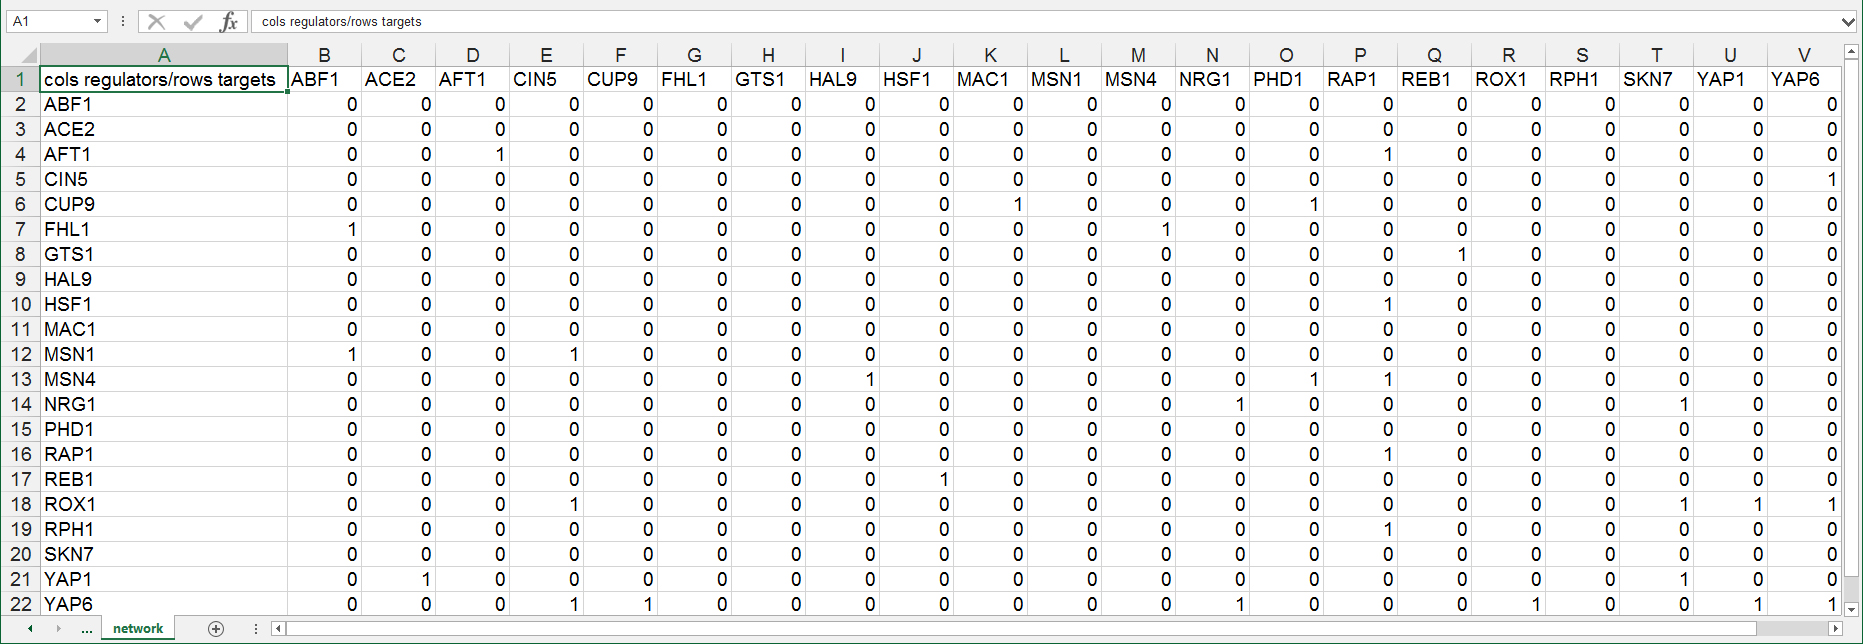 A1 fx cols regulators/rows targets
A B C D E F G H I J K L M N O P Q R S T U V
1 cols regulators/rows targets ABF1 ACE2 AFT1 CIN5 CUP9 FHL1 GTS1 HAL9 HSF1 MAC1 MSN1 MSN4 NRG1 PHD1 RAP1 REB1 ROX1 RPH1 SKN7 YAP1 YAP6
2 ABF1 0 0 0 0 0 0 0 0 0 0 0 0 0 0 0 0 0 0 0 0 0
3 ACE2 0 0 0 0 0 0 0 0 0 0 0 0 0 0 0 0 0 0 0 0 0
4 AFT1 0 0 1 0 0 0 0 0 0 0 0 0 0 0 1 0 0 0 0 0 0
5 CIN5 0 0 0 0 0 0 0 0 0 0 0 0 0 0 0 0 0 0 0 0 1
6 CUP9 0 0 0 0 0 0 0 0 0 1 0 0 0 1 0 0 0 0 0 0 0
7 FHL1 1 0 0 0 0 0 0 0 0 0 0 1 0 0 0 0 0 0 0 0 0
8 GTS1 0 0 0 0 0 0 0 0 0 0 0 0 0 0 0 1 0 0 0 0 0
9 HAL9 0 0 0 0 0 0 0 0 0 0 0 0 0 0 0 0 0 0 0 0 0
10 HSF1 0 0 0 0 0 0 0 0 0 0 0 0 0 0 1 0 0 0 0 0 0
11 MAC1 0 0 0 0 0 0 0 0 0 0 0 0 0 0 0 0 0 0 0 0 0
12 MSN1 1 0 0 1 0 0 0 0 0 0 0 0 0 0 0 0 0 0 0 0 0
13 MSN4 0 0 0 0 0 0 0 1 0 0 0 0 0 1 1 0 0 0 0 0 0
14 NRG1 0 0 0 0 0 0 0 0 0 0 0 0 1 0 0 0 0 0 1 0 0
15 PHD1 0 0 0 0 0 0 0 0 0 0 0 0 0 0 0 0 0 0 0 0 0
16 RAP1 0 0 0 0 0 0 0 0 0 0 0 0 0 0 1 0 0 0 0 0 0
17 REB1 0 0 0 0 0 0 0 0 1 0 0 0 0 0 0 0 0 0 0 0 0
18 ROX1 0 0 0 1 0 0 0 0 0 0 0 0 0 0 0 0 0 0 1 1 1
19 RPH1 0 0 0 0 0 0 0 0 0 0 0 0 0 0 1 0 0 0 0 0 0
20 SKN7 0 0 0 0 0 0 0 0 0 0 0 0 0 0 0 0 0 0 0 0 0
21 YAP1 0 1 0 0 0 0 0 0 0 0 0 0 0 0 0 0 0 0 1 0 0
22 YAP6 0 0 0 1 1 0 0 0 0 0 0 0 1 0 0 0 1 0 0 1 1
... network